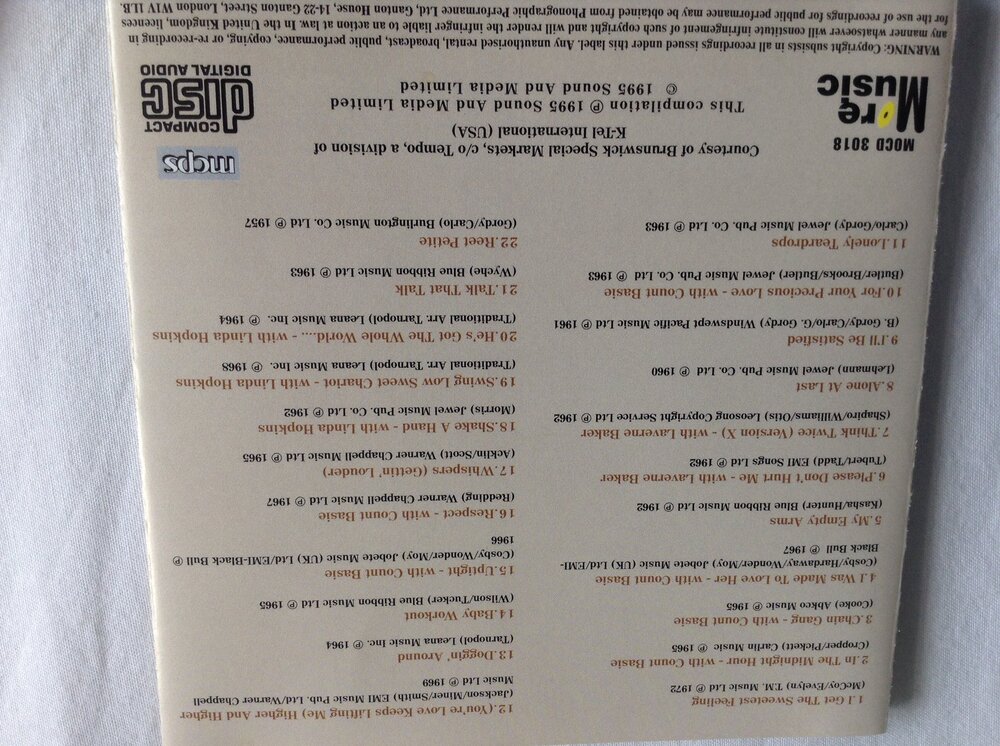 1.I Get The Sweetest Feeling
(McCoy/Evelyn) T.M. Music Ltd ℗ 1972
2.In The Midnight Hour - with Count Basie
(Cropper/Pickett) Carlin Music ℗ 1965
3.Chain Gang - with Count Basie
(Cooke) Abkco Music ℗ 1965
4.I Was Made To Love Her - with Count Basie
(Cosby/Hardaway/Wonder/Moy) Jobete Music (UK) Ltd/EMI-
Black Bull ℗ 1967
5.My Empty Arms
(Kasha/Hunter) Blue Ribbon Music Ltd ℗ 1962
6.Please Don't Hurt Me - with Laverne Baker
(Tubert/Tadd) EMI Songs Ltd ℗ 1962
7.Think Twice (Version X) - with Laverne Baker
(Shapiro/Williams/Otis) Leosong Copyright Service Ltd ℗ 1962
8.Alone At Last
(Lehmann) Jewel Music Pub. Co. Ltd ℗ 1960
9.I'll Be Satisfied
(B. Gordy/Carlo/G. Gordy) Windswept Pacific Music Ltd ℗ 1961
10.For Your Precious Love - with Count Basie
(Butler/Brooks/Butler) Jewel Music Pub. Co. Ltd ℗ 1963
11.Lonely Teardrops
(Carlo/Gordy) Jewel Music Pub. Co. Ltd ℗ 1963
12.(You're Love Keeps Lifting Me) Higher And Higher
(Jackson/Miner/Smith) EMI Music Pub. Ltd/Warner Chappell
Music Ltd ℗ 1969
13.Doggin' Around
(Tarnopol) Leana Music Inc. ℗ 1964
14.Baby Workout
(Wilson/Tucker) Blue Ribbon Music Ltd ℗ 1965
15.Uptight - with Count Basie
(Cosby/Wonder/Moy) Jobete Music (UK) Ltd/EMI-Black Bull ℗
1966
16.Respect - with Count Basie
(Redding) Warner Chappell Music Ltd ℗ 1967
17.Whispers (Gettin' Louder)
(Acklin/Scott) Warner Chappell Music Ltd ℗ 1965
18.Shake A Hand - with Linda Hopkins
(Morris) Jewel Music Pub. Co. Ltd ℗ 1962
19.Swing Low Sweet Chariot - with Linda Hopkins
(Traditional Arr. Tarnopol) Leana Music Inc. ℗ 1968
20.He's Got The Whole World.... - with Linda Hopkins
(Traditional Arr. Tarnopol) Leana Music Inc. ℗ 1964
21.Talk That Talk
(Wyche) Blue Ribbon Music Ltd ℗ 1963
22.Reet Petite
(Gordy/Carlo) Burlington Music Co. Ltd ℗ 1957
MOCD 3018
More
Music
Courtesy of Brunswick Special Markets, c/o Tempo, a division of
K-Tel International (USA)
This compilation ℗ 1995 Sound And Media Limited
© 1995 Sound And Media Limited
mcps
COMPACT
disc
DIGITAL AUDIO
WARNING: Copyright subsists in all recordings issued under this label. Any unauthorised rental, broadcast, public performance, copying, or re-recording in
any manner whatsoever will constitute infringement of such copyright and will render the infringer liable to an action at law. In the United Kingdom, licences
for the use of recordings for public performance may be obtained from Phonographic Performance Ltd, Ganton House, 14-22 Ganton Street, London W1V 1LB.